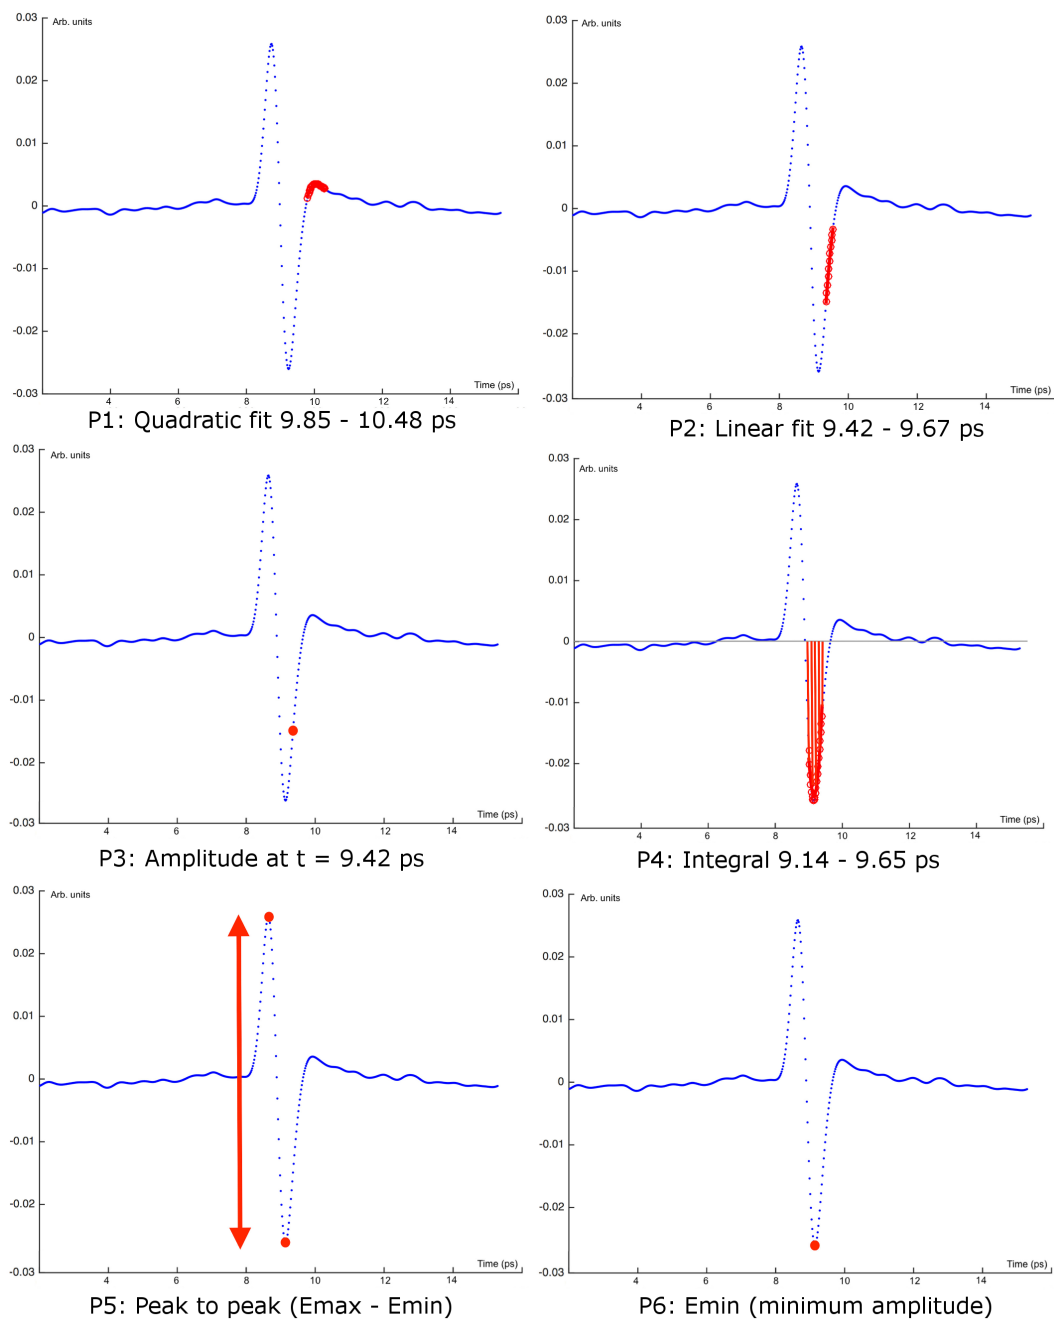 0.03
Arb. units
0.02
0.01
0
-0.01
-0.02
-0.03
4 6 8 10 12 14
Time (ps)
P1: Quadratic fit 9.85 - 10.48 ps
0.03
Arb. units
0.02
0.01
0
-0.01
-0.02
-0.03
4 6 8 10 12 14
Time (ps)
P2: Linear fit 9.42 - 9.67 ps
0.03
Arb. units
0.02
0.01
0
-0.01
-0.02
-0.03
4 6 8 10 12 14
Time (ps)
P3: Amplitude at t = 9.42 ps
0.03
Arb. units
0.02
0.01
0
-0.01
-0.02
-0.03
4 6 8 10 12 14
Time (ps)
P4: Integral 9.14 - 9.65 ps
0.03
Arb. units
0.02
0.01
0
-0.01
-0.02
-0.03
4 6 8 10 12 14
Time (ps)
P5: Peak to peak (Emax - Emin)
0.03
Arb. units
0.02
0.01
0
-0.01
-0.02
-0.03
4 6 8 10 12 14
Time (ps)
P6: Emin (minimum amplitude)